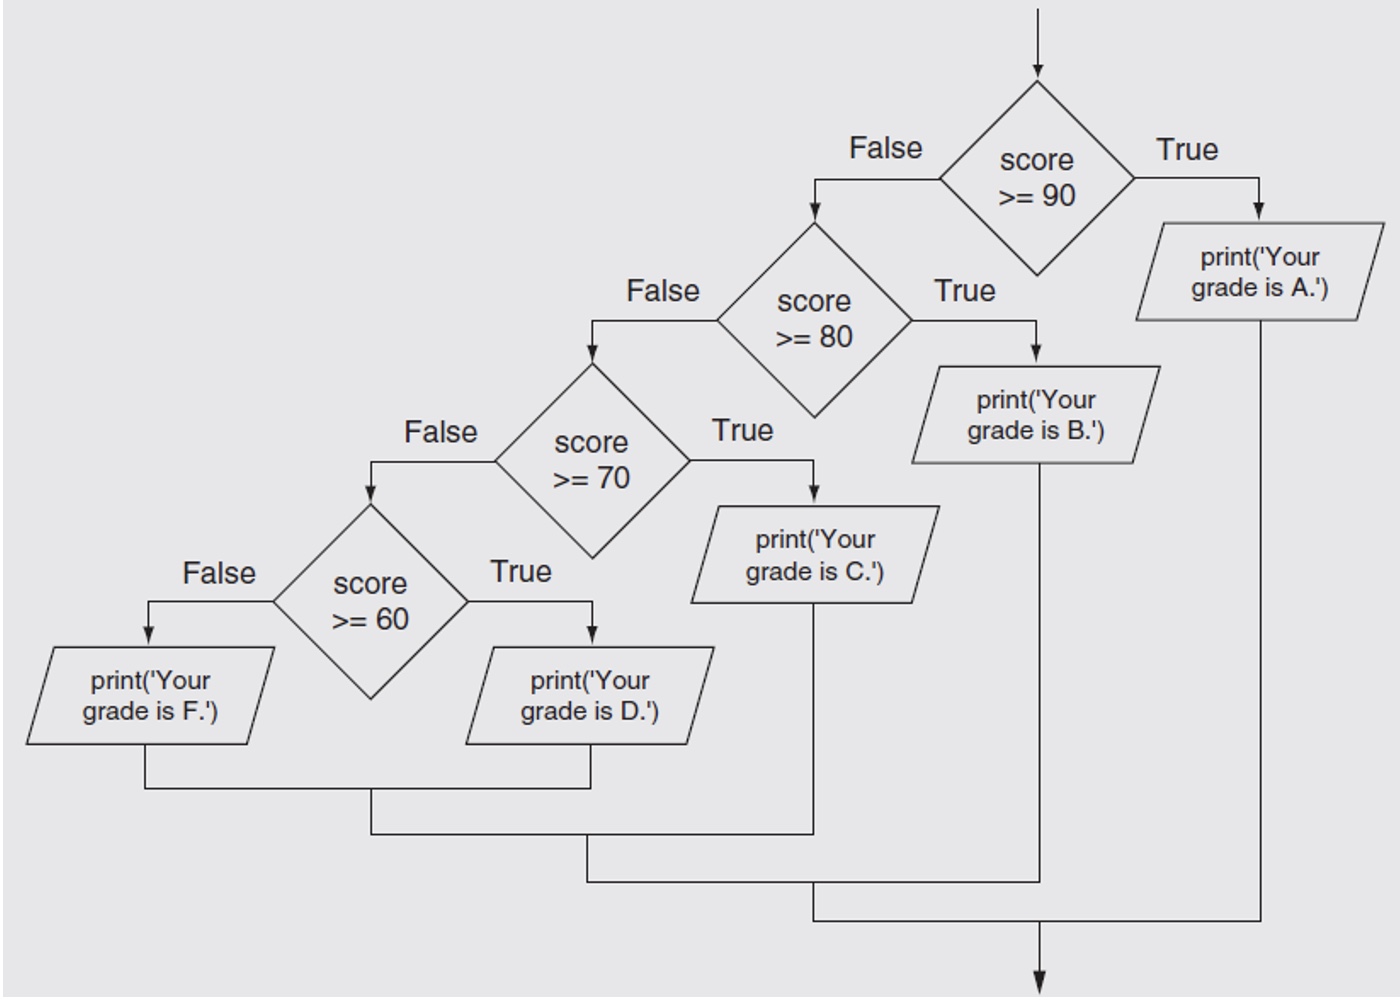 False
True
score
>= 90
print('Your
grade is A.')
False
True
score
>= 80
print('Your
grade is B.')
False
True
score
>= 70
print('Your
grade is C.')
False
True
score
>= 60
print('Your
grade is F.')
print('Your
grade is D.')